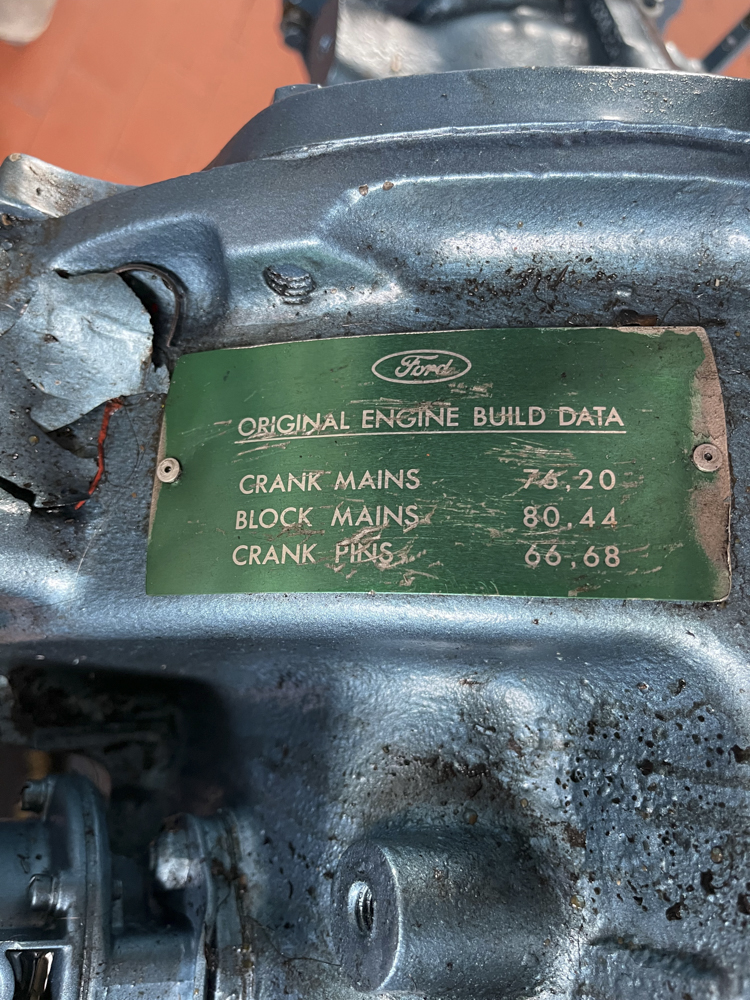 Ford
ORIGINAL ENGINE BUILD DATA
CRANK MAINS 76,20
BLOCK MAINS 80,44
CRANK PINS 66,68